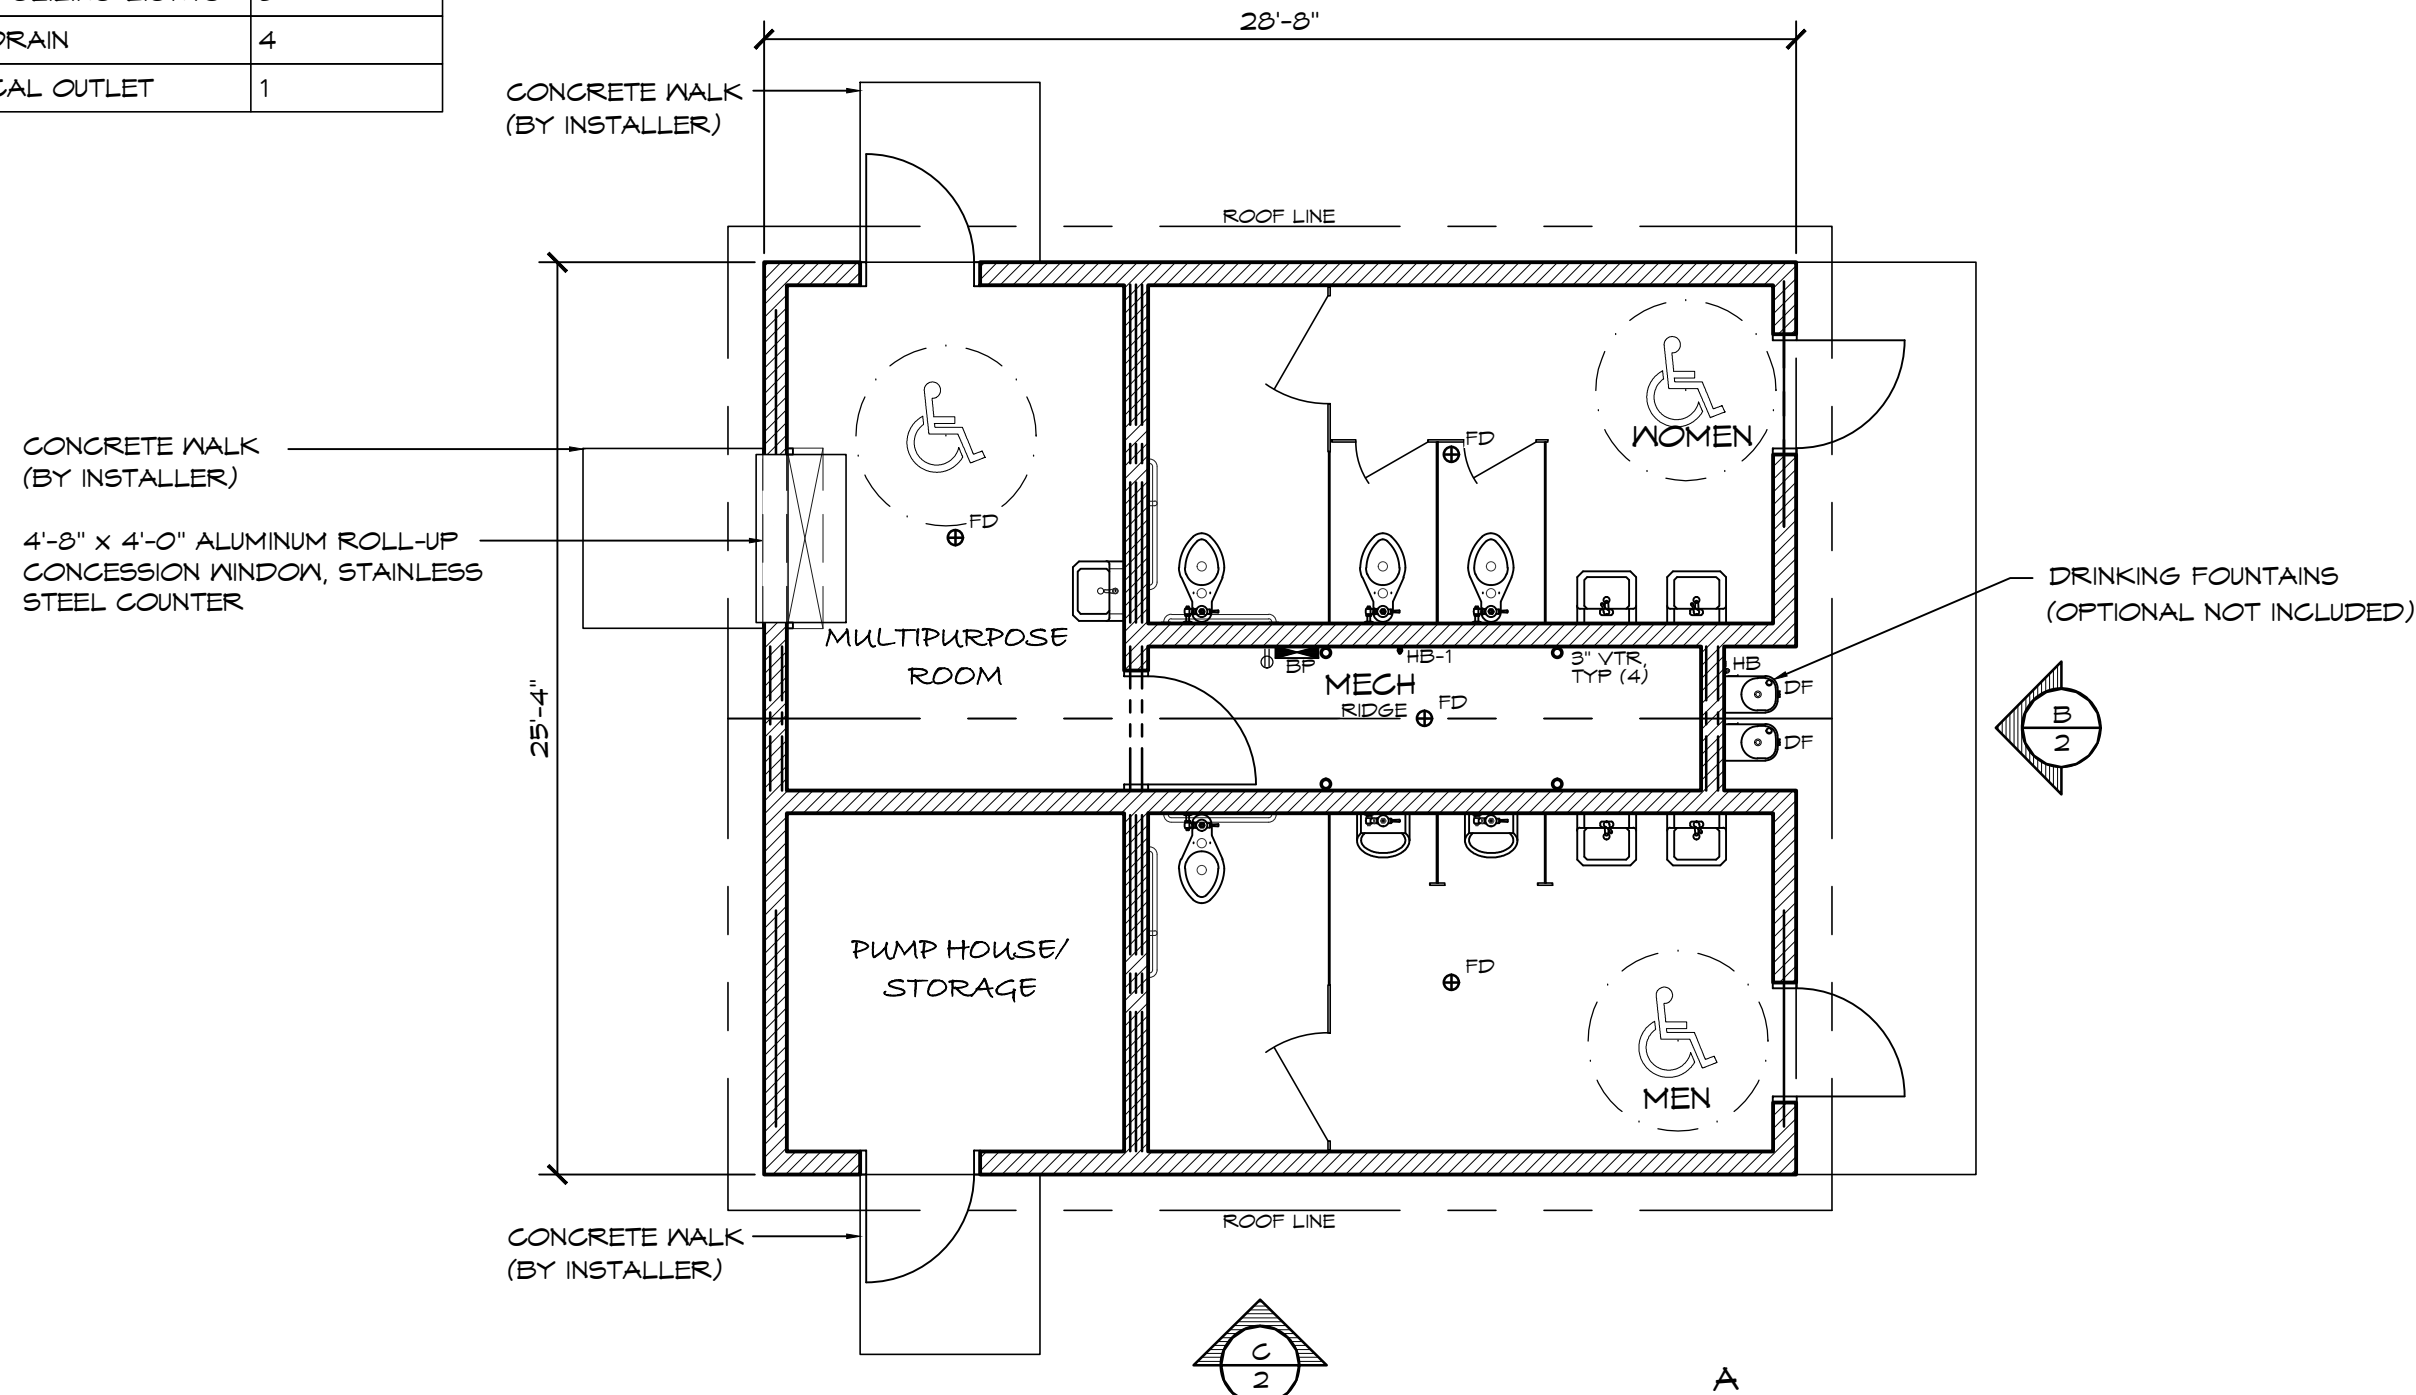 DRAIN 4
CAL OUTLET 1
28'-8"
CONCRETE WALK
(BY INSTALLER)
ROOF LINE
CONCRETE WALK
(BY INSTALLER)
4'-8" x 4'-0" ALUMINUM ROLL-UP
CONCESSION WINDOW, STAINLESS
STEEL COUNTER
25'-4"
FD
MULTIPURPOSE
ROOM
FD
WOMEN
BP
HB-1
MECH
RIDGE
FD
3" VTR,
TYP (4)
HB
DF
DF
DRINKING FOUNTAINS
(OPTIONAL NOT INCLUDED)
B
2
PUMP HOUSE/
STORAGE
FD
MEN
ROOF LINE
CONCRETE WALK
(BY INSTALLER)
C
2
A